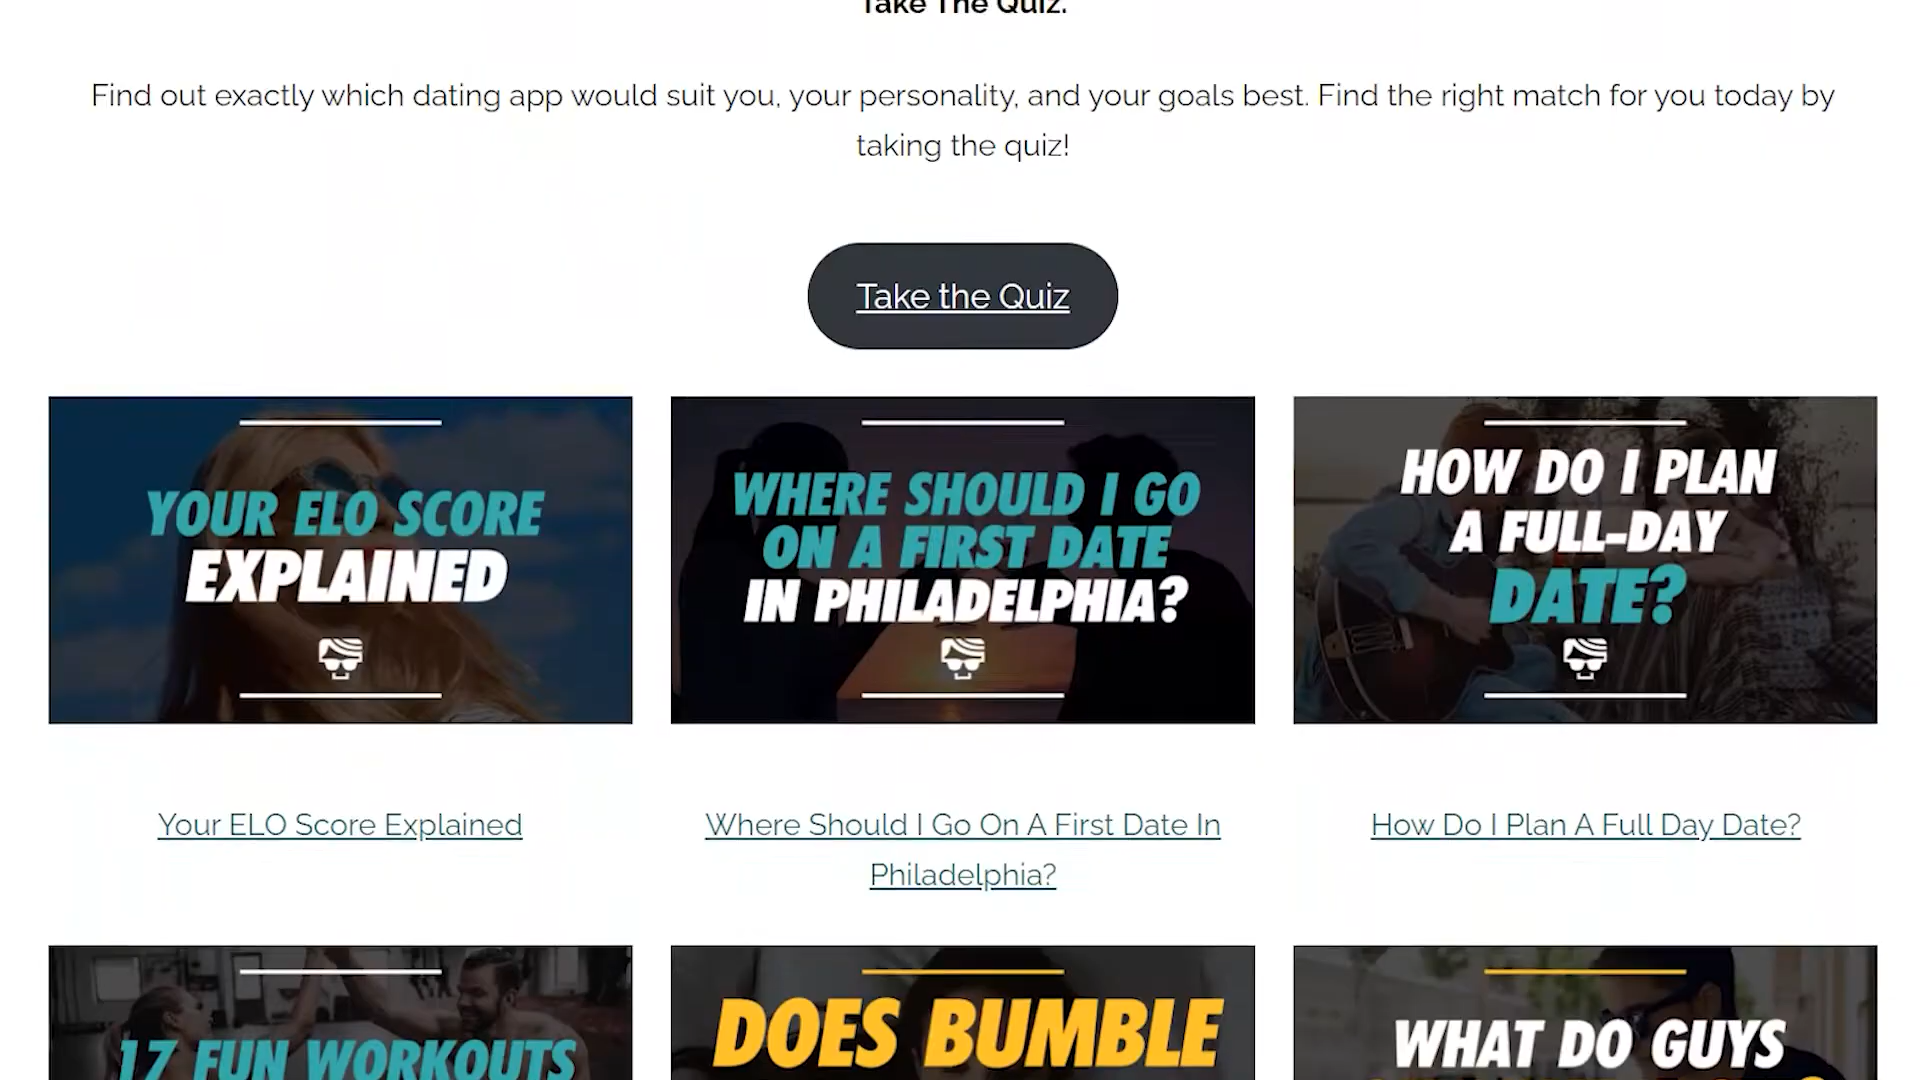 Take The Quiz.
Find out exactly which dating app would suit you, your personality, and your goals best. Find the right match for you today by
taking the quiz!
Take the Quiz
YOUR ELO SCORE
EXPLAINED
WHERE SHOULD I GO
ON A FIRST DATE
IN PHILADELPHIA?
HOW DO I PLAN
A FULL-DAY
DATE?
Your ELO Score Explained
Where Should I Go On A First Date In
Philadelphia?
How Do I Plan A Full Day Date?
17 FUN WORKOUTS
DOES BUMBLE
WHAT DO GUYS